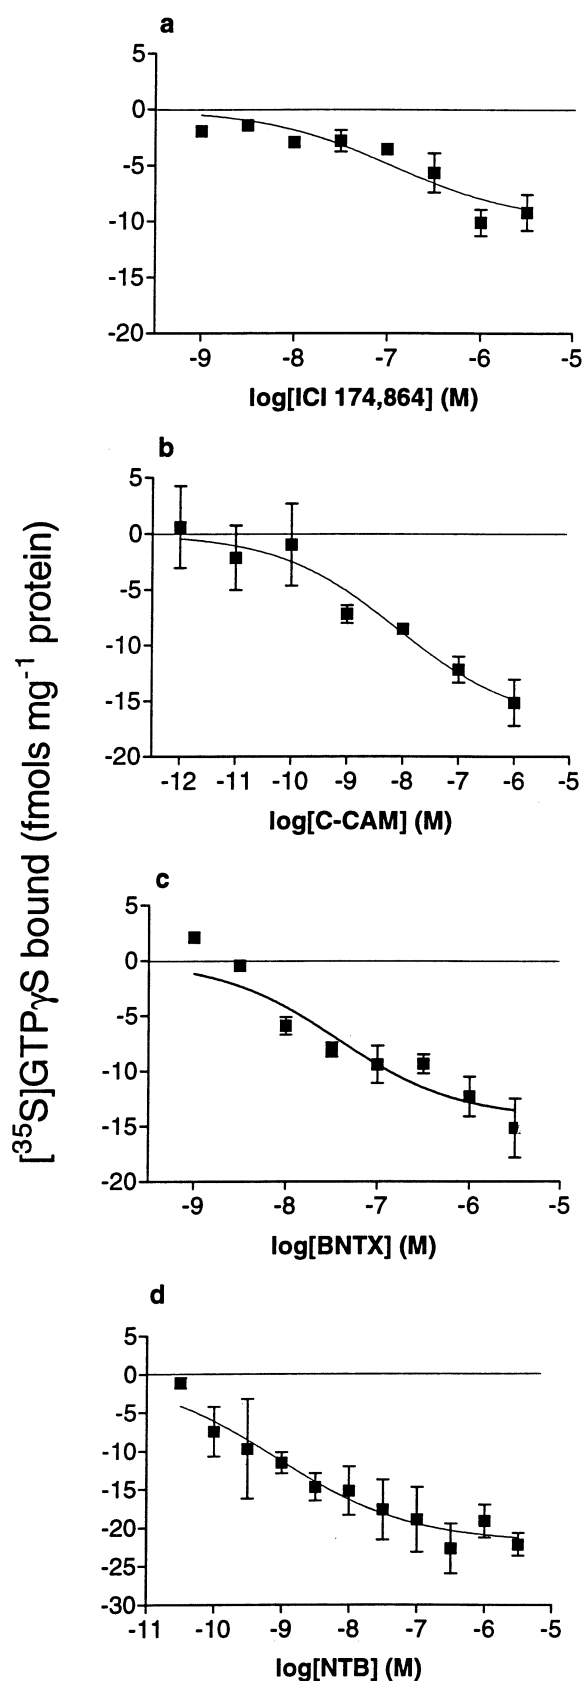 [³⁵S]GTPγS bound (fmols mg⁻¹ protein)
a
5
0
-5
-10
-15
-20
-9 -8 -7 -6 -5
log[ICI 174,864] (M)
b
5
0
-5
-10
-15
-20
-12 -11 -10 -9 -8 -7 -6 -5
log[C-CAM] (M)
c
5
0
-5
-10
-15
-20
-9 -8 -7 -6 -5
log[BNTX] (M)
d
5
0
-5
-10
-15
-20
-25
-30
-11 -10 -9 -8 -7 -6 -5
log[NTB] (M)